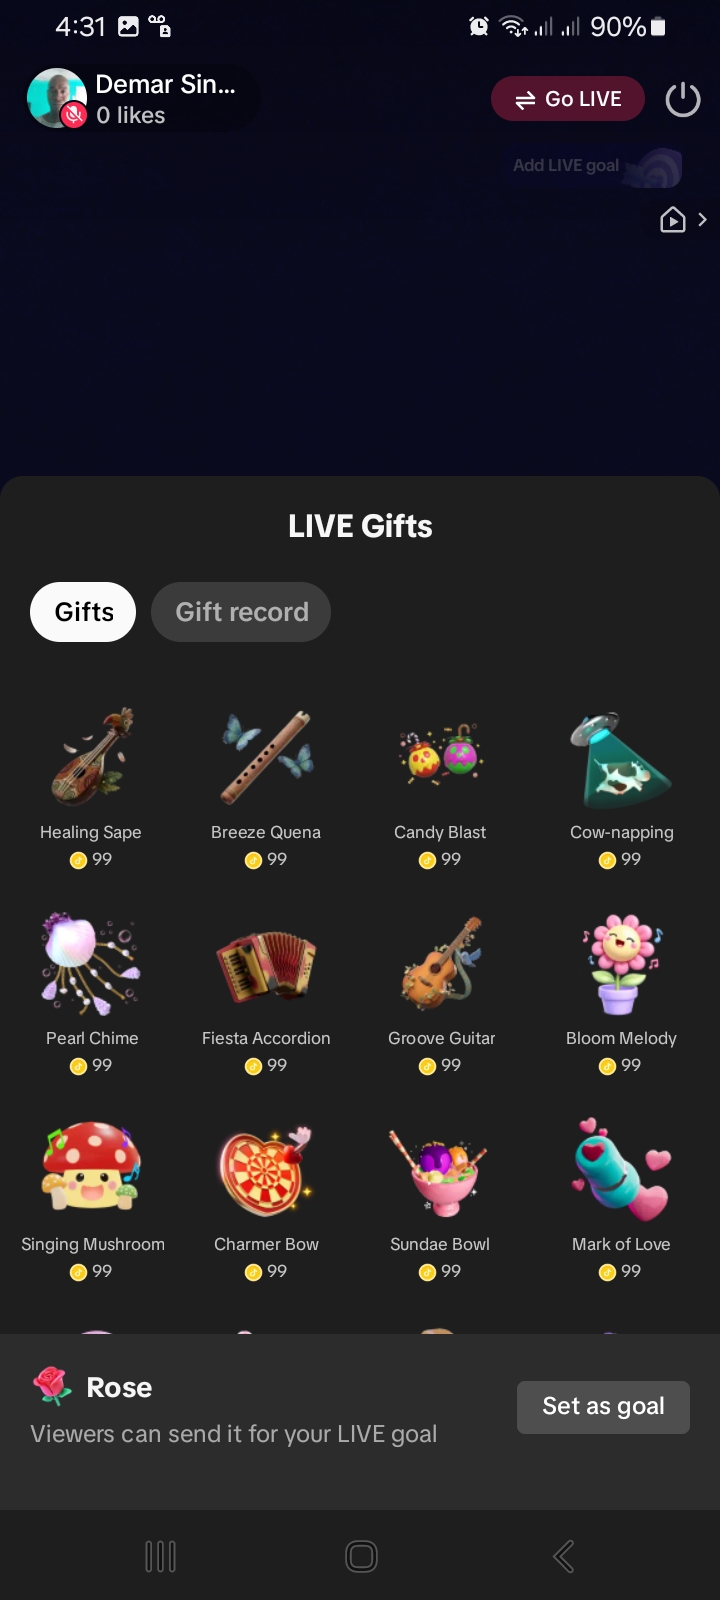 4:31
90%
Demar Sin...
0 likes
Go LIVE
Add LIVE goal
LIVE Gifts
Gifts
Gift record
Healing Sape
Breeze Quena
Candy Blast
Cow-napping
99
99
99
99
Pearl Chime
Fiesta Accordion
Groove Guitar
Bloom Melody
99
99
99
99
Singing Mushroom
Charmer Bow
Sundae Bowl
Mark of Love
99
99
99
99
Rose
Viewers can send it for your LIVE goal
Set as goal